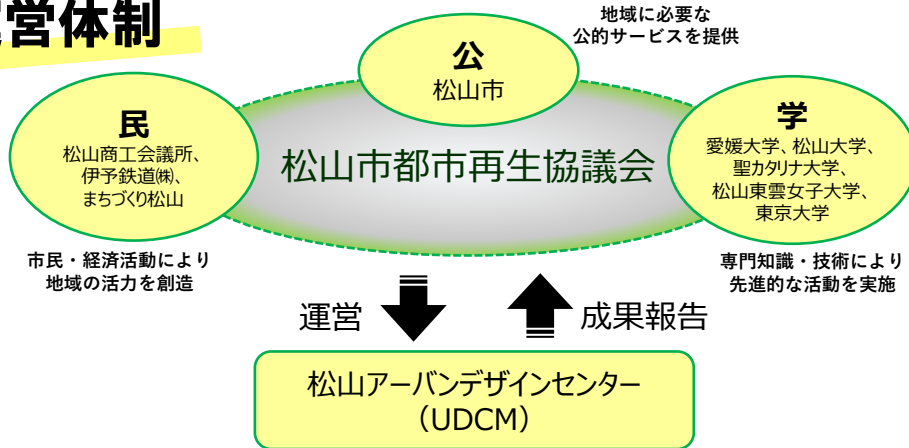 運営体制
地域に必要な
公的サービスを提供
公
松山市
民
松山商工会議所、
伊予鉄道㈱、
まちづくり松山
学
愛媛大学、松山大学、
聖カタリナ大学、
松山東雲女子大学、
東京大学
松山市都市再生協議会
市民・経済活動により
地域の活力を創造
専門知識・技術により
先進的な活動を実施
運営
成果報告
松山アーバンデザインセンター
（UDCM）